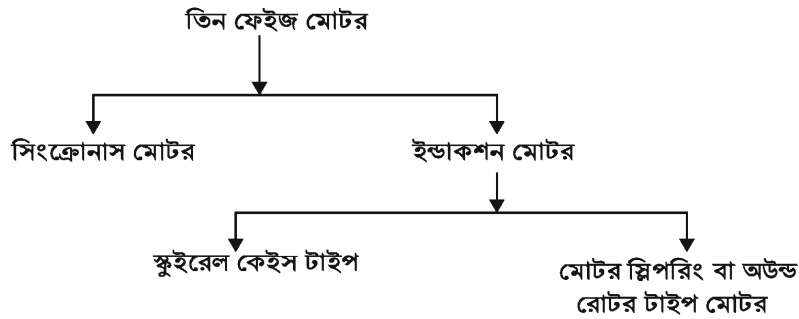 তিন ফেইজ মোটর
সিংক্রোনাস মোটর
ইন্ডাকশন মোটর
স্কুইরেল কেইস টাইপ
মোটর স্লিপরিং বা অউন্ড
রোটর টাইপ মোটর